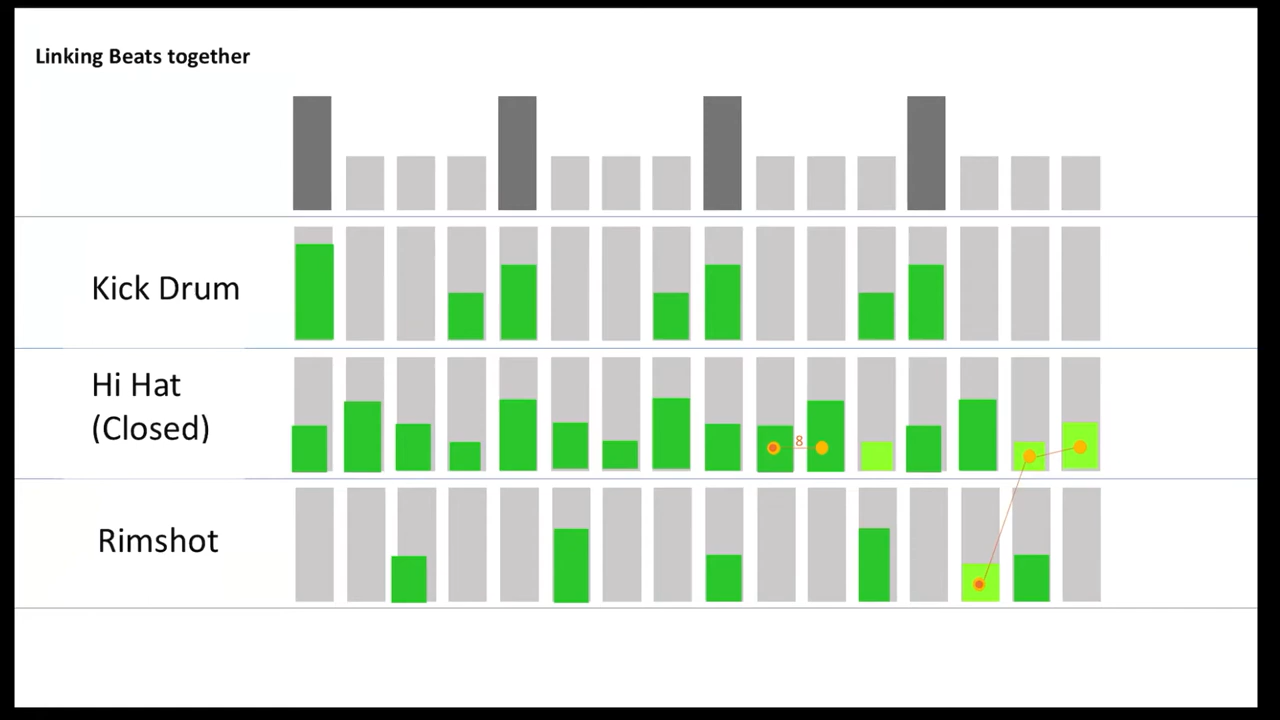 Linking Beats together
Kick Drum
Hi Hat
(Closed)
8
Rimshot